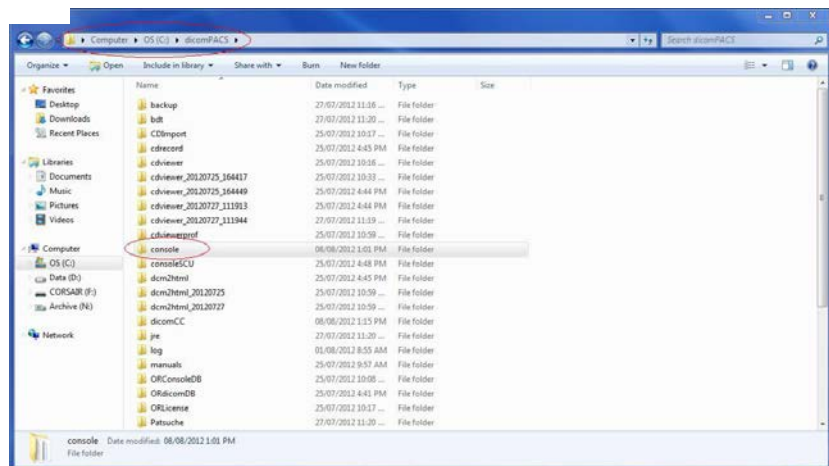 Computer ▸ OS (C:) ▸ dicomPACS ▸ Search dicomPACS
Organize Open Include in library Share with Burn New folder
Favorites
Desktop
Downloads
Recent Places
Libraries
Documents
Music
Pictures
Videos
Computer
OS (C:)
Data (D:)
CORSAIR (F:)
Archive (N:)
Network
Name Date modified Type Size
backup 27/07/2012 11:16 ... File folder
bdt 27/07/2012 11:20 ... File folder
CDImport 25/07/2012 10:17 ... File folder
cdrecord 25/07/2012 4:45 PM File folder
cdviewer 25/07/2012 10:16 ... File folder
cdviewer_20120725_164417 25/07/2012 10:33 ... File folder
cdviewer_20120725_164449 25/07/2012 4:44 PM File folder
cdviewer_20120727_111913 25/07/2012 4:44 PM File folder
cdviewer_20120727_111944 27/07/2012 11:19 ... File folder
cdviewerprof 25/07/2012 10:59 ... File folder
console 08/08/2012 1:01 PM File folder
consoleSCU 25/07/2012 4:48 PM File folder
dcm2html 25/07/2012 4:45 PM File folder
dcm2html_20120725 25/07/2012 10:59 ... File folder
dcm2html_20120727 25/07/2012 10:59 ... File folder
dicomCC 08/08/2012 1:15 PM File folder
jre 27/07/2012 11:20 ... File folder
log 01/08/2012 8:55 AM File folder
manuals 25/07/2012 9:57 AM File folder
ORConsoleDB 25/07/2012 10:08 ... File folder
ORdicomDB 25/07/2012 4:41 PM File folder
ORLicense 25/07/2012 10:17 ... File folder
Patsuche 27/07/2012 11:20 ... File folder
console Date modified: 08/08/2012 1:01 PM
File folder